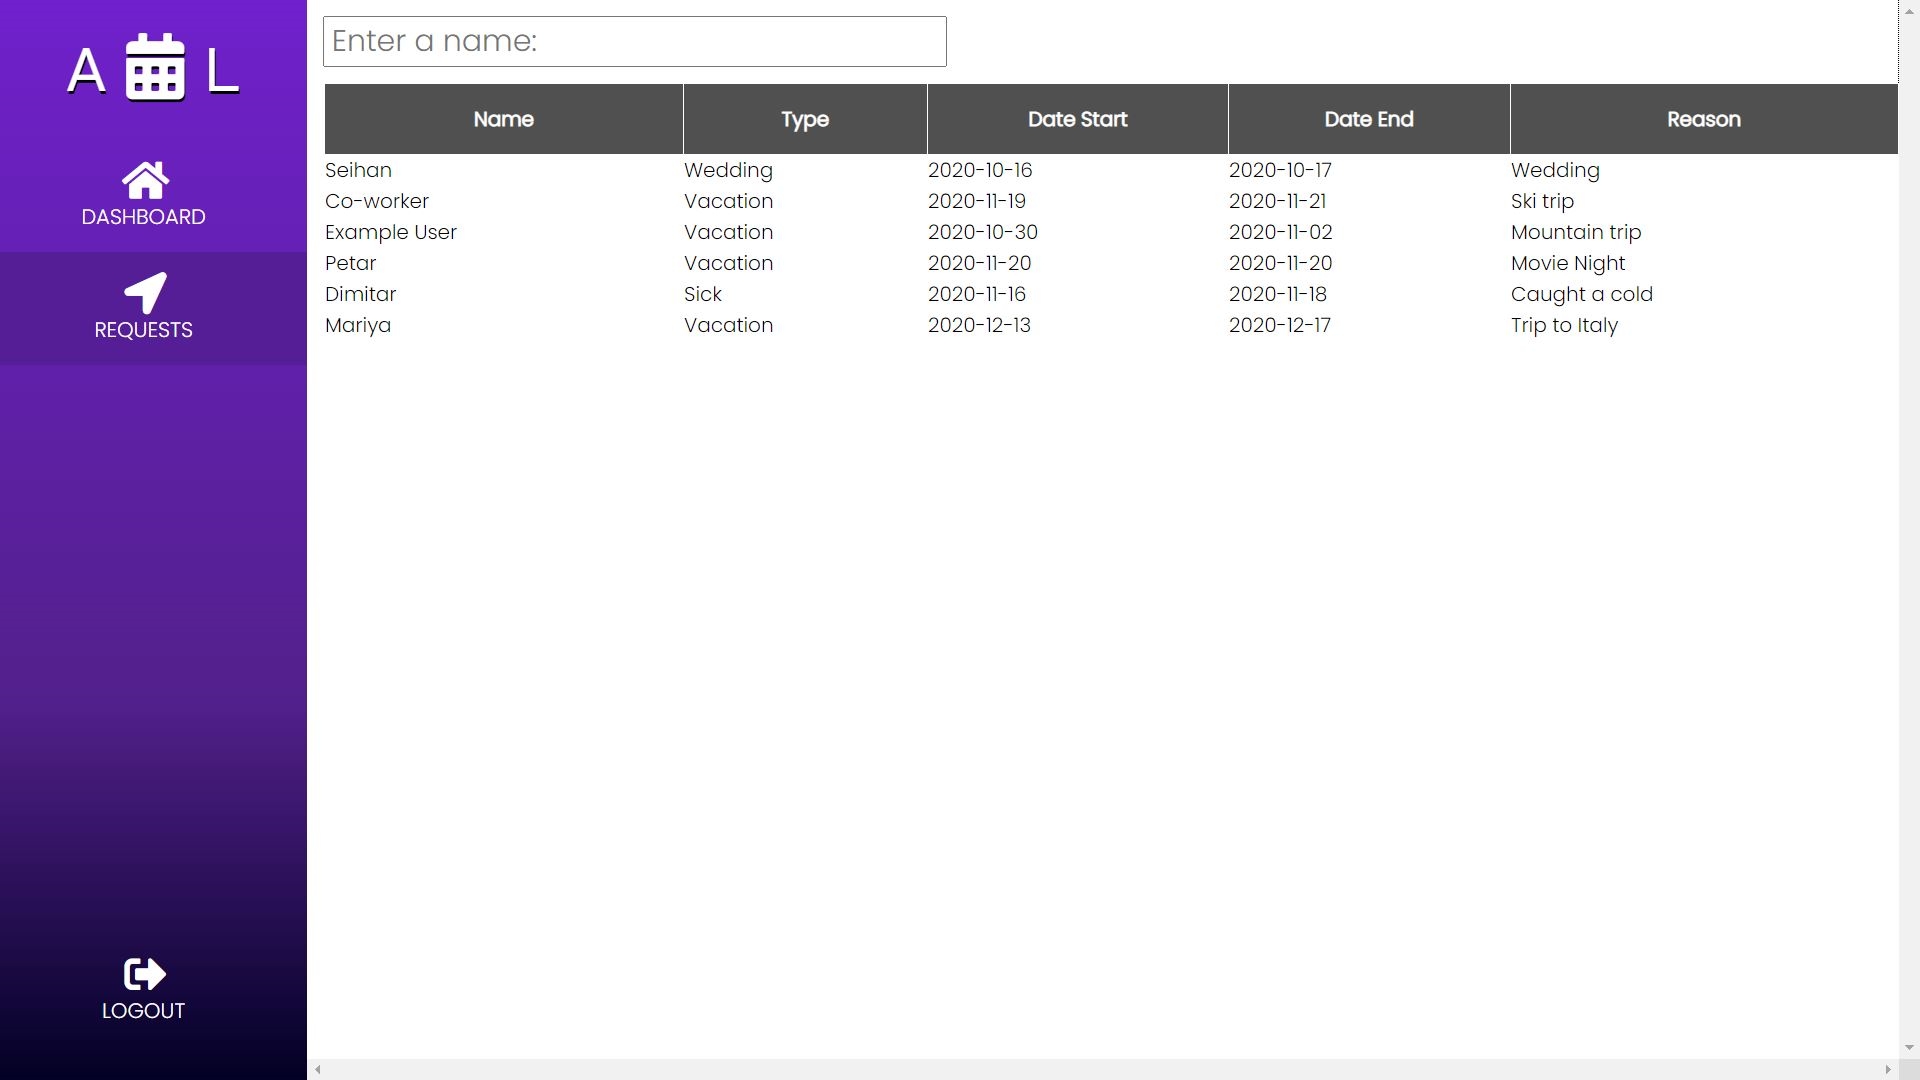 A L
DASHBOARD
REQUESTS
LOGOUT
Enter a name:
Name Type Date Start Date End Reason
Seihan Wedding 2020-10-16 2020-10-17 Wedding
Co-worker Vacation 2020-11-19 2020-11-21 Ski trip
Example User Vacation 2020-10-30 2020-11-02 Mountain trip
Petar Vacation 2020-11-20 2020-11-20 Movie Night
Dimitar Sick 2020-11-16 2020-11-18 Caught a cold
Mariya Vacation 2020-12-13 2020-12-17 Trip to Italy